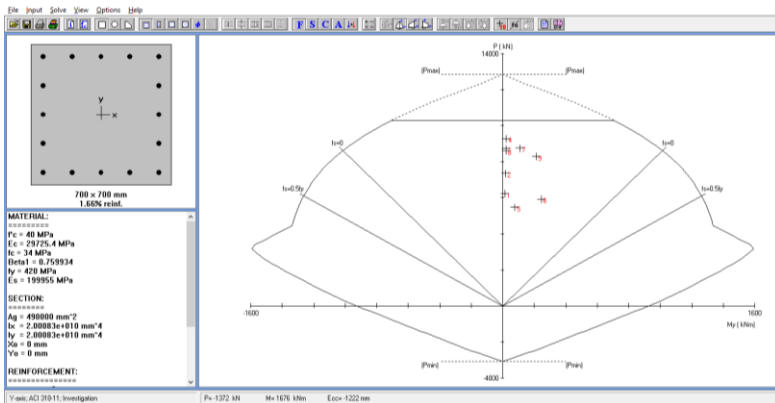 File Input Solve View Options Help
F S C A
y
x
700 x 700 mm
1.66% reinf.
MATERIAL:
=========
f'c = 40 MPa
Ec = 29725.4 MPa
fc = 34 MPa
Beta1 = 0.759934
fy = 420 MPa
Es = 199955 MPa
SECTION:
========
Ag = 490000 mm^2
Ix = 2.00083e+010 mm^4
Iy = 2.00083e+010 mm^4
Xo = 0 mm
Yo = 0 mm
REINFORCEMENT:
==============
P ( kN)
14000
(Pmax)
(Pmax)
fs=0
fs=0
fs=0.5fy
fs=0.5fy
7
9
2
1
-1600
1600
My ( kNm)
(Pmin)
(Pmin)
-4000
Y-axis; ACI 318-11; Investigation
P= -1372 kN M= 1676 kNm Ecc= -1222 mm